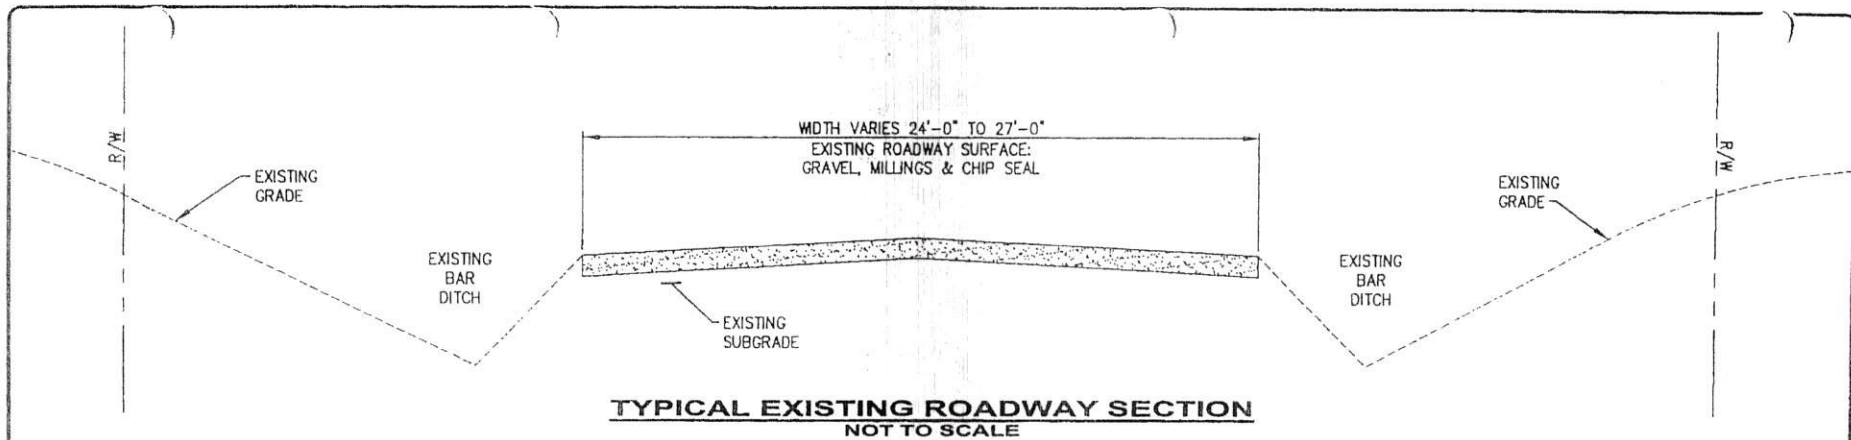 WIDTH VARIES 24'-0" TO 27'-0"
EXISTING ROADWAY SURFACE:
GRAVEL, MILLINGS & CHIP SEAL
R/W
R/W
EXISTING
GRADE
EXISTING
GRADE
EXISTING
BAR
DITCH
EXISTING
BAR
DITCH
EXISTING
SUBGRADE
TYPICAL EXISTING ROADWAY SECTION
NOT TO SCALE